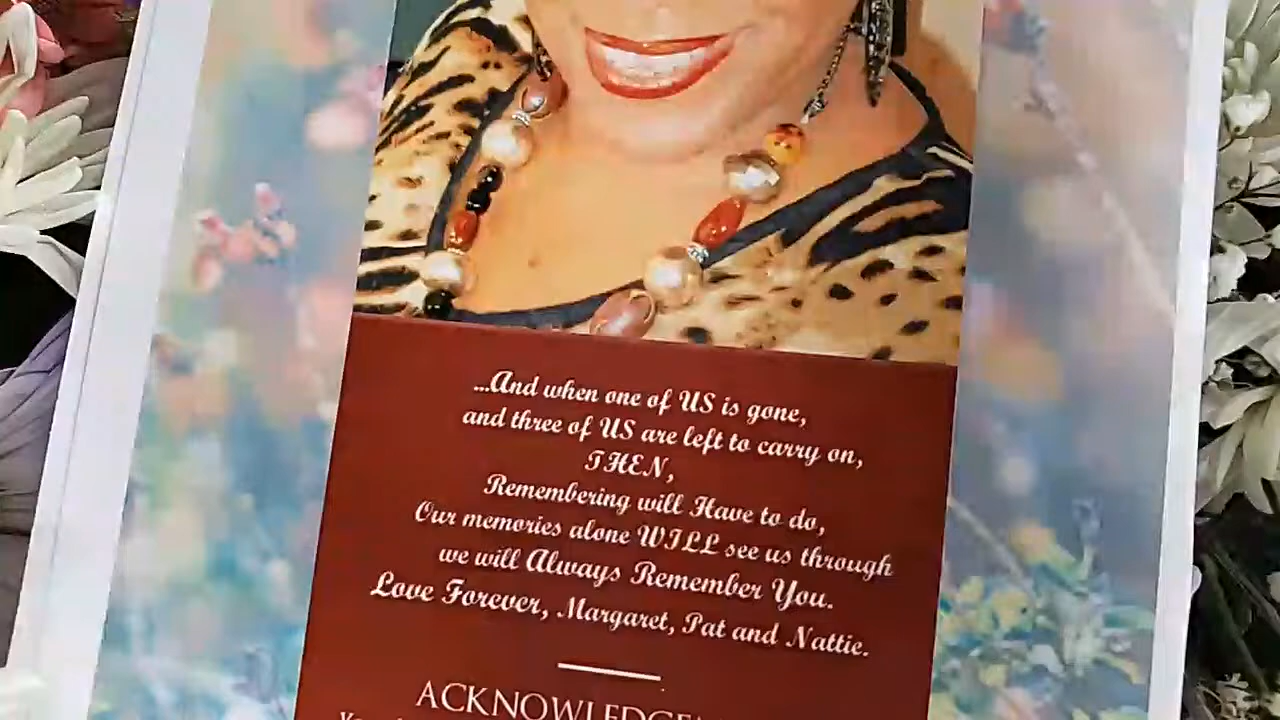 ...And when one of US is gone,
and three of US are left to carry on,
THEN,
Remembering will Have to do,
Our memories alone WILL see us through
we will Always Remember You.
Love Forever, Margaret, Pat and Nattie.